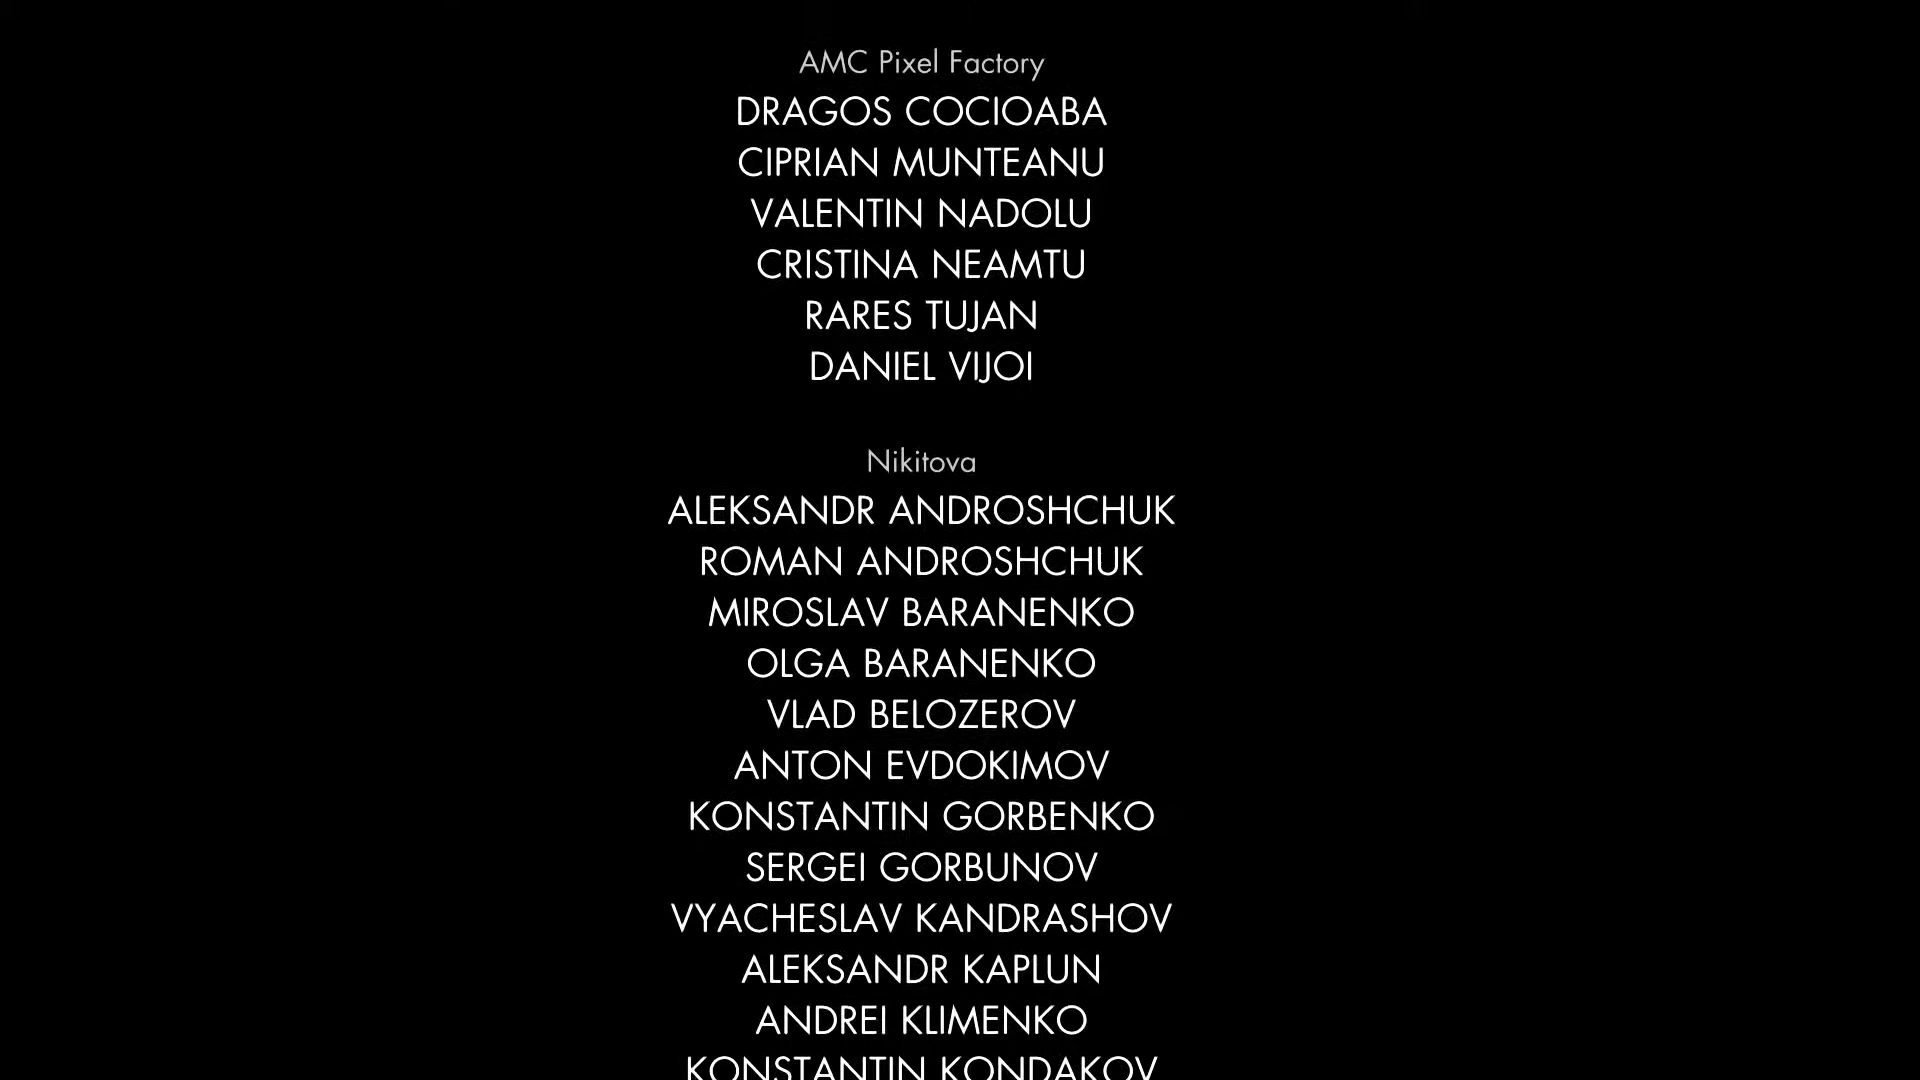 AMC Pixel Factory
DRAGOS COCIOABA
CIPRIAN MUNTEANU
VALENTIN NADOLU
CRISTINA NEAMTU
RARES TUJAN
DANIEL VIJOI
Nikitova
ALEKSANDR ANDROSHCHUK
ROMAN ANDROSHCHUK
MIROSLAV BARANENKO
OLGA BARANENKO
VLAD BELOZEROV
ANTON EVDOKIMOV
KONSTANTIN GORBENKO
SERGEI GORBUNOV
VYACHESLAV KANDRASHOV
ALEKSANDR KAPLUN
ANDREI KLIMENKO
KONSTANTIN KONDAKOV